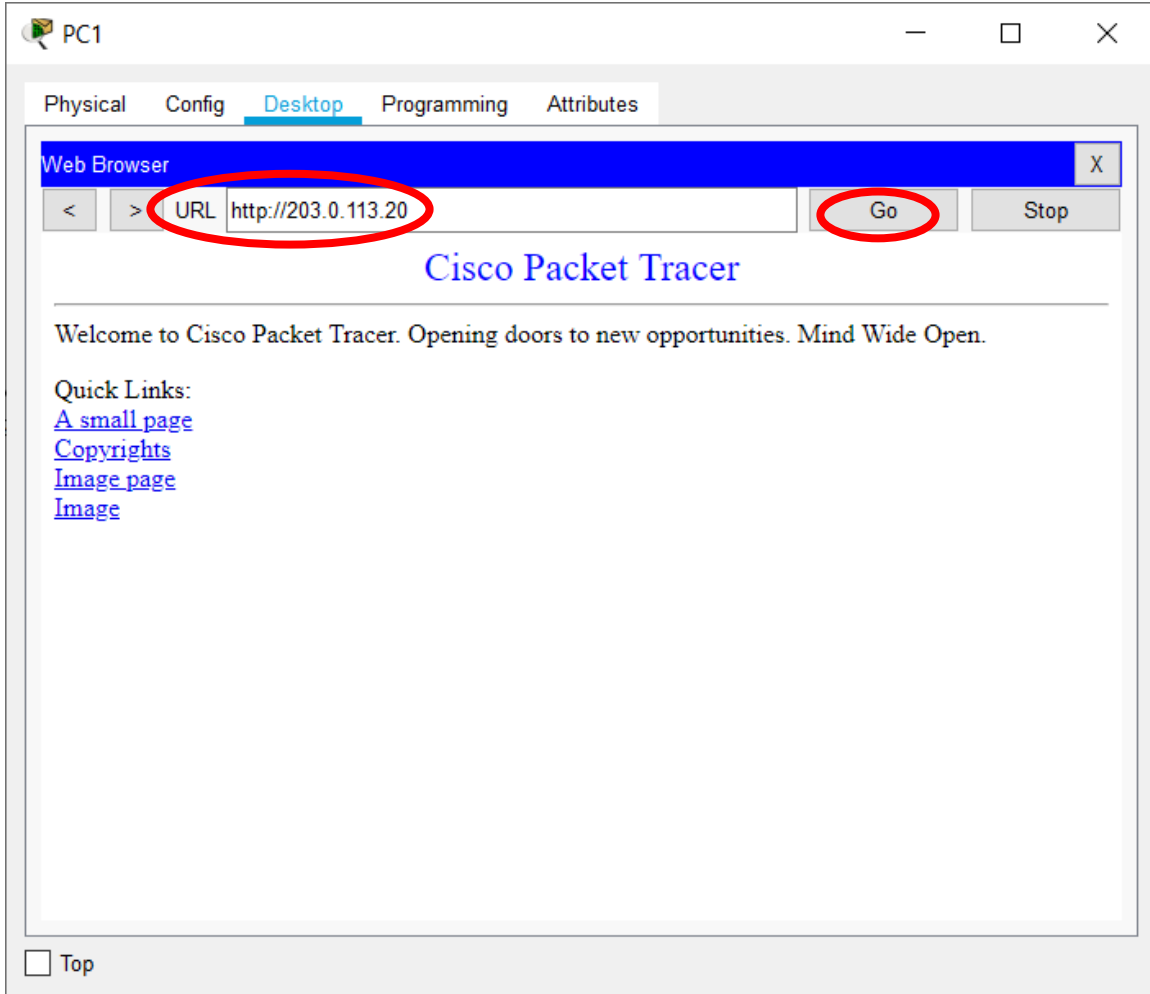 PC1
Physical Config Desktop Programming Attributes
Web Browser X
< > URL http://203.0.113.20 Go Stop
Cisco Packet Tracer
Welcome to Cisco Packet Tracer. Opening doors to new opportunities. Mind Wide Open.
Quick Links:
A small page
Copyrights
Image page
Image
Top